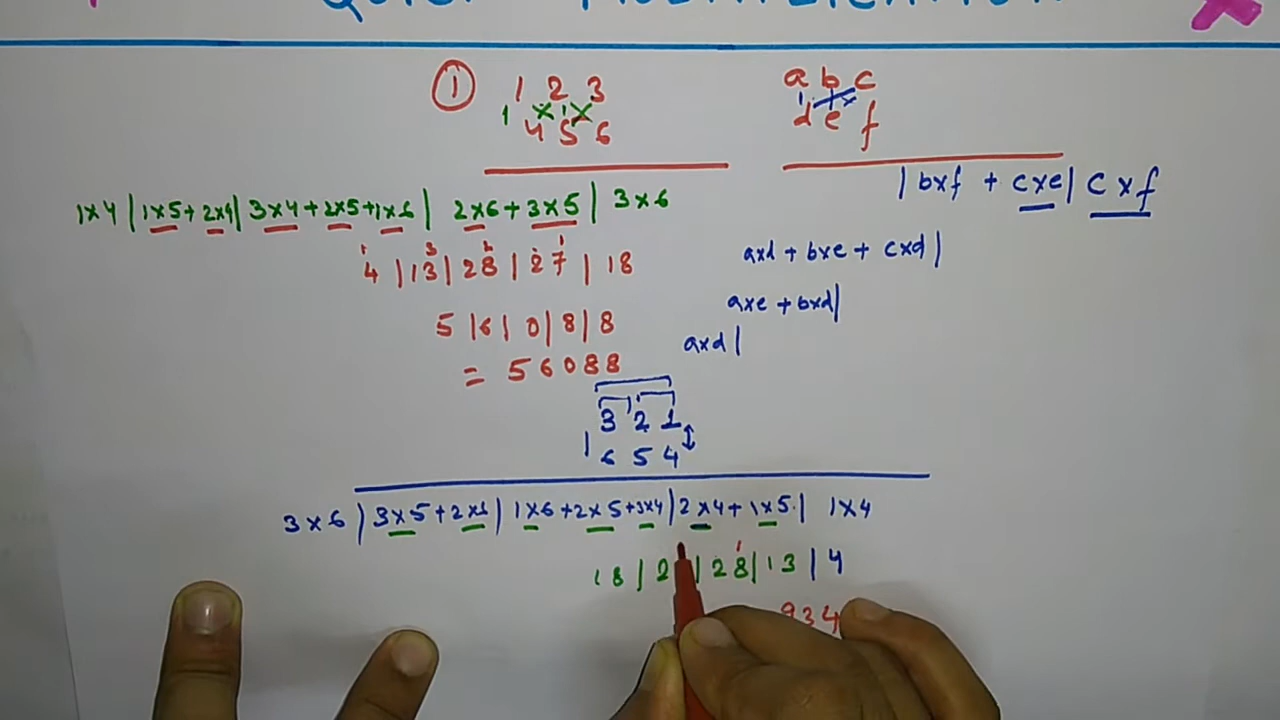 ① 1 2 3
4 5 6
1×4 | 1×5 + 2×4 | 3×4 + 2×5 + 1×6 | 2×6 + 3×5 | 3×6
4 | 13 | 28 | 27 | 18
5 | 6 | 0 | 8 | 8
= 56088
a b c
d e f
| b×f + c×e | c×f
a×d + b×e + c×d |
a×e + b×d |
a×d |
3 2 1
6 5 4
3×6 | 3×5 + 2×6 | 1×6 + 2×5 + 3×4 | 2×4 + 1×5 | 1×4
18 | 2 | 28 | 13 | 4
934